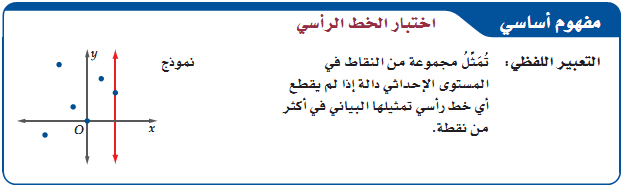 مفهوم أساسي
اختبار الخط الرأسي
التعبير اللفظي:
تُمَثِّلُ مجموعة من النقاط في
المستوى الإحداثي دالة إذا لم يقطع
أي خط رأسي تمثيلها البياني في أكثر
من نقطة.
نموذج
y
O
x